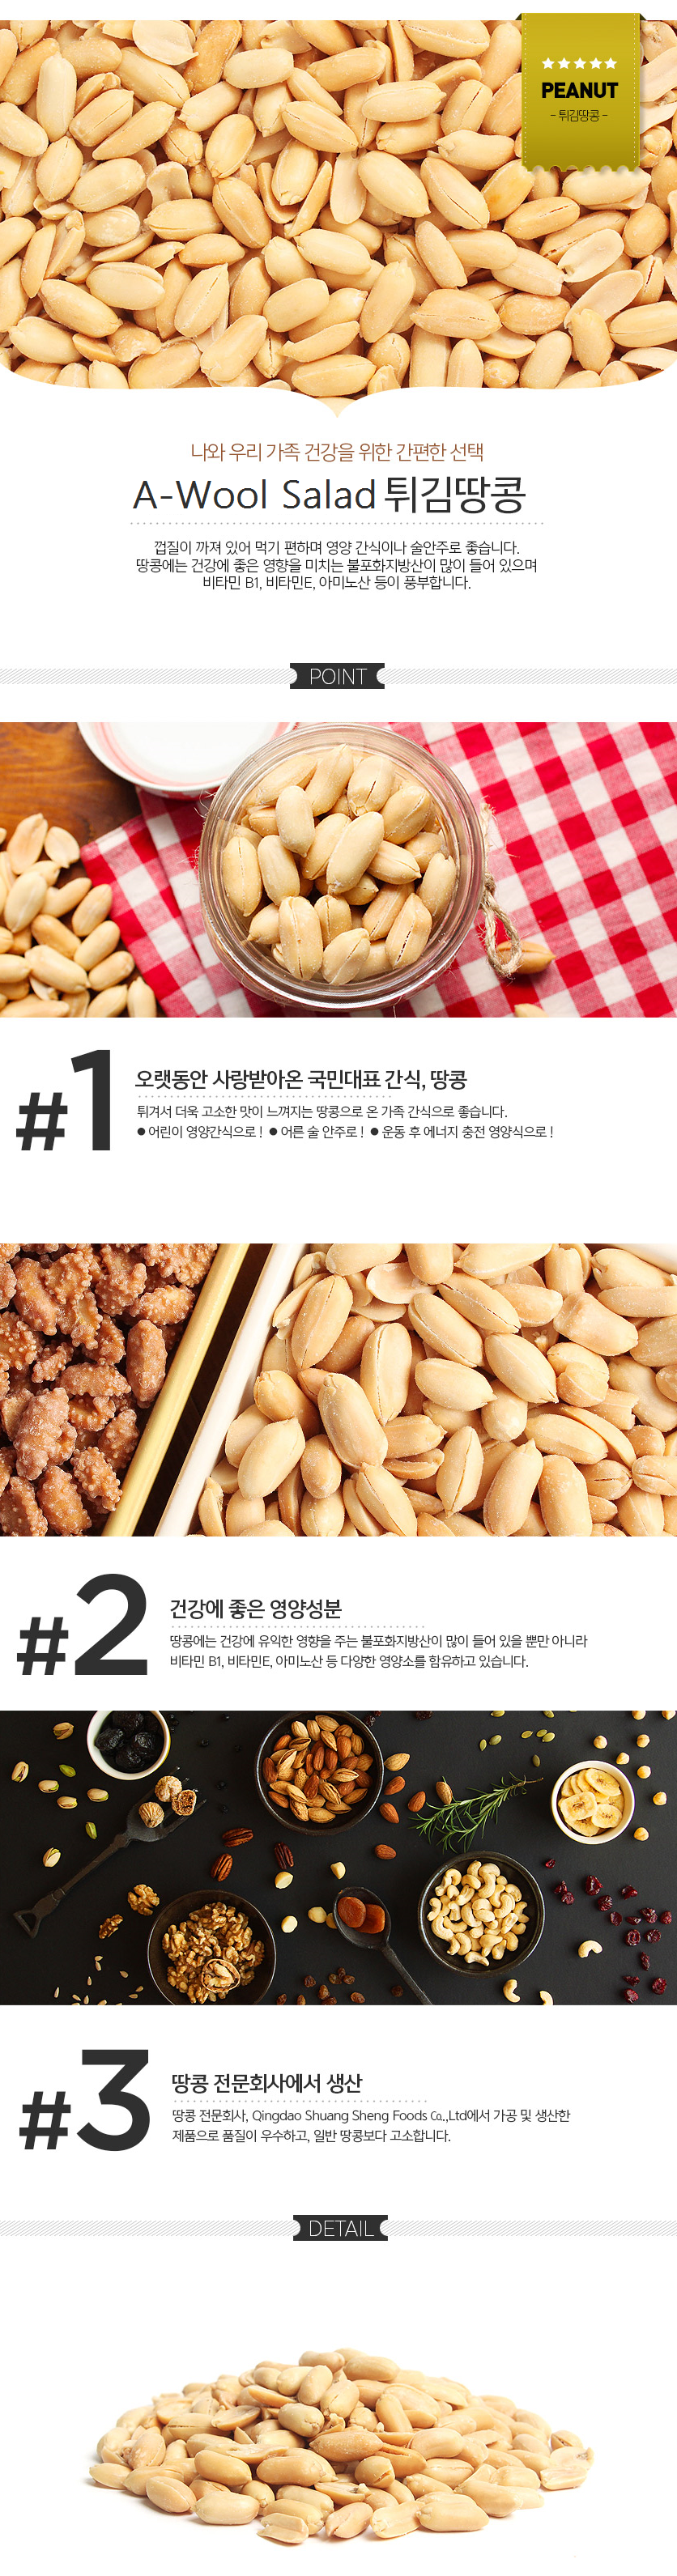 ★★★★★
PEANUT
- 튀김땅콩 -
나와 우리 가족 건강을 위한 간편한 선택
A-Wool Salad 튀김땅콩
껍질이 까져 있어 먹기 편하며 영양 간식이나 술안주로 좋습니다.
땅콩에는 건강에 좋은 영향을 미치는 불포화지방산이 많이 들어 있으며
비타민 B1, 비타민E, 아미노산 등이 풍부합니다.
POINT
#1
오랫동안 사랑받아온 국민대표 간식, 땅콩
튀겨서 더욱 고소한 맛이 느껴지는 땅콩으로 온 가족 간식으로 좋습니다.
● 어린이 영양간식으로 ! ● 어른 술 안주로 ! ● 운동 후 에너지 충전 영양식으로 !
#2
건강에 좋은 영양성분
땅콩에는 건강에 유익한 영향을 주는 불포화지방산이 많이 들어 있을 뿐만 아니라
비타민 B1, 비타민E, 아미노산 등 다양한 영양소를 함유하고 있습니다.
#3
땅콩 전문회사에서 생산
땅콩 전문회사, Qingdao Shuang Sheng Foods Co.,Ltd에서 가공 및 생산한
제품으로 품질이 우수하고, 일반 땅콩보다 고소합니다.
DETAIL